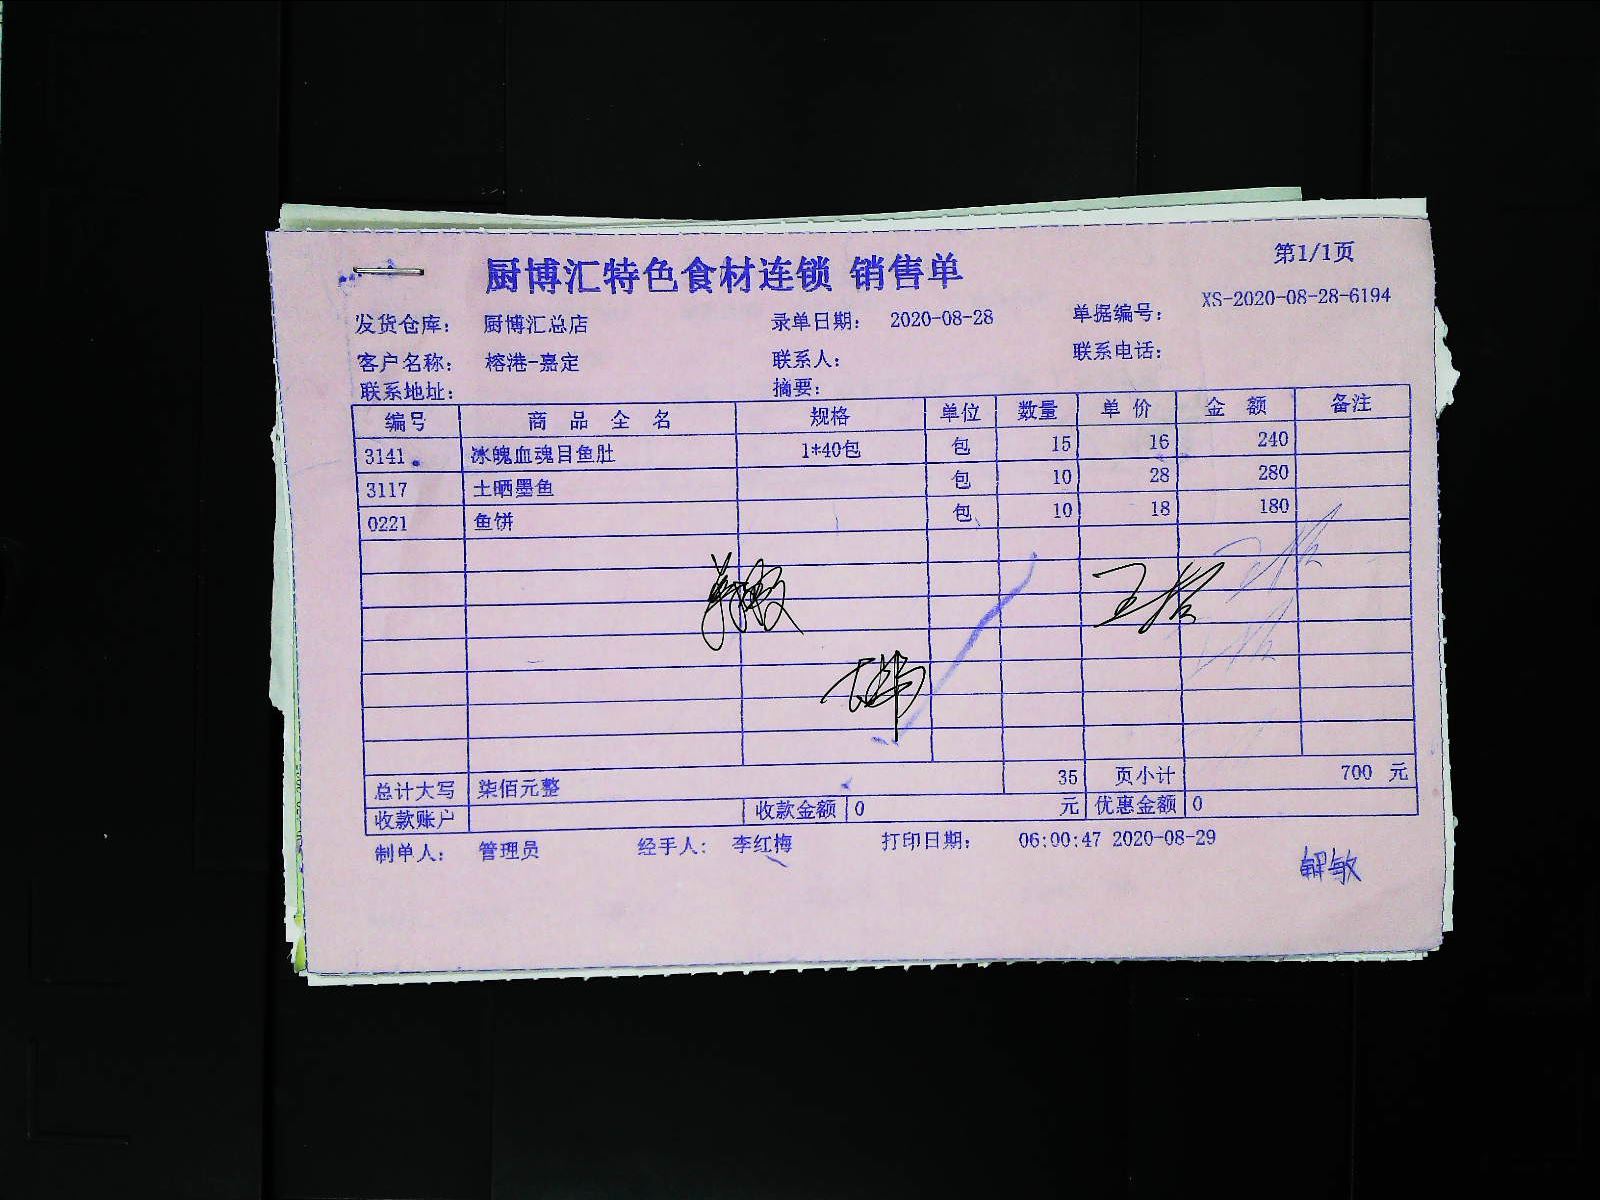 第1/1页
厨博汇特色食材连锁 销售单
发货仓库： 厨博汇总店 录单日期： 2020-08-28 单据编号： XS-2020-08-28-6194
客户名称： 榕港-嘉定 联系人： 联系电话：
联系地址： 摘要：
编号 商品全名 规格 单位 数量 单价 金额 备注
3141 冰魄血魂目鱼肚 1*40包 包 15 16 240
3117 土晒墨鱼 包 10 28 280
0221 鱼饼 包 10 18 180
总计大写 柒佰元整 35 页小计 700 元
收款账户 收款金额 0 元 优惠金额 0
制单人： 管理员 经手人： 李红梅 打印日期： 06:00:47 2020-08-29
解敏